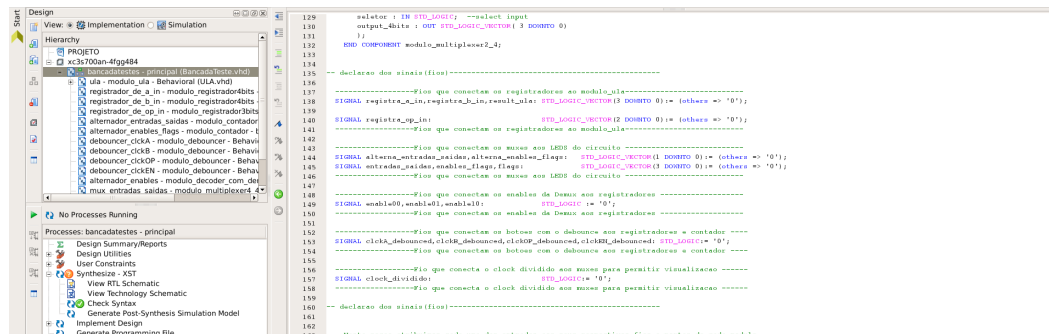 Start
Design
View: Implementation Simulation
Hierarchy
PROJETO
xc3s700an-4fgg484
bancadatestes - principal (BancadaTeste.vhd)
ula - modulo_ula - Behavioral (ULA.vhd)
registrador_de_a_in - modulo_registrador4bits -
registrador_de_b_in - modulo_registrador4bits -
registrador_de_op_in - modulo_registrador3bits
alternador_entradas_saidas - modulo_contador
alternador_enables_flags - modulo_contador - b
debouncer_clckA - modulo_debouncer - Behavi
debouncer_clckB - modulo_debouncer - Behavi
debouncer_clckOP - modulo_debouncer - Behav
debouncer_clckEN - modulo_debouncer - Behav
alternador_enables - modulo_decoder_com_der
mux_entradas_saidas - modulo_multiplexer4_4
No Processes Running
Processes: bancadatestes - principal
Design Summary/Reports
Design Utilities
User Constraints
Synthesize - XST
View RTL Schematic
View Technology Schematic
Check Syntax
Generate Post-Synthesis Simulation Model
Implement Design
Generate Programming File
129 seletor : IN STD_LOGIC; --select input
130 output_4bits : OUT STD_LOGIC_VECTOR( 3 DOWNTO 0)
131 );
132 END COMPONENT modulo_multiplexer2_4;
133
134
135 -- declarao dos sinais(fios)------------------------------------------------
136
137 ------------------Fios que conectam os registradores ao modulo_ula---------------------------
138 SIGNAL registra_a_in,registra_b_in,result_ula: STD_LOGIC_VECTOR(3 DOWNTO 0):= (others => '0');
139
140 SIGNAL registra_op_in: STD_LOGIC_VECTOR(2 DOWNTO 0):= (others => '0');
141 ------------------Fios que conectam os registradores ao modulo_ula---------------------------
142
143 ------------------Fios que conectam os muxes aos LEDS do circuito ---------------------------
144 SIGNAL alterna_entradas_saidas,alterna_enables_flags: STD_LOGIC_VECTOR(1 DOWNTO 0):= (others => '0');
145 SIGNAL entradas_saidas,enables_flags,flags: STD_LOGIC_VECTOR(3 DOWNTO 0):= (others => '0');
146 ------------------Fios que conectam os muxes aos LEDS do circuito ---------------------------
147
148 ------------------Fios que conectam os enables da Demux aos registradores -------------------
149 SIGNAL enable00,enable01,enable10: STD_LOGIC := '0';
150 ------------------Fios que conectam os enables da Demux aos registradores -------------------
151
152 ------------------Fios que conectam os botoes com o debounce aos registradores e contador ----
153 SIGNAL clckA_debounced,clckB_debounced,clckOP_debounced,clckEN_debounced: STD_LOGIC:= '0';
154 ------------------Fios que conectam os botoes com o debounce aos registradores e contador ----
155
156 ------------------Fio que conecta o clock dividido aos muxes para permitir visualizacao ------
157 SIGNAL clock_dividido: STD_LOGIC:= '0';
158 ------------------Fio que conecta o clock dividido aos muxes para permitir visualizacao ------
159
160 -- declarao dos sinais(fios)------------------------------------------------
161
162